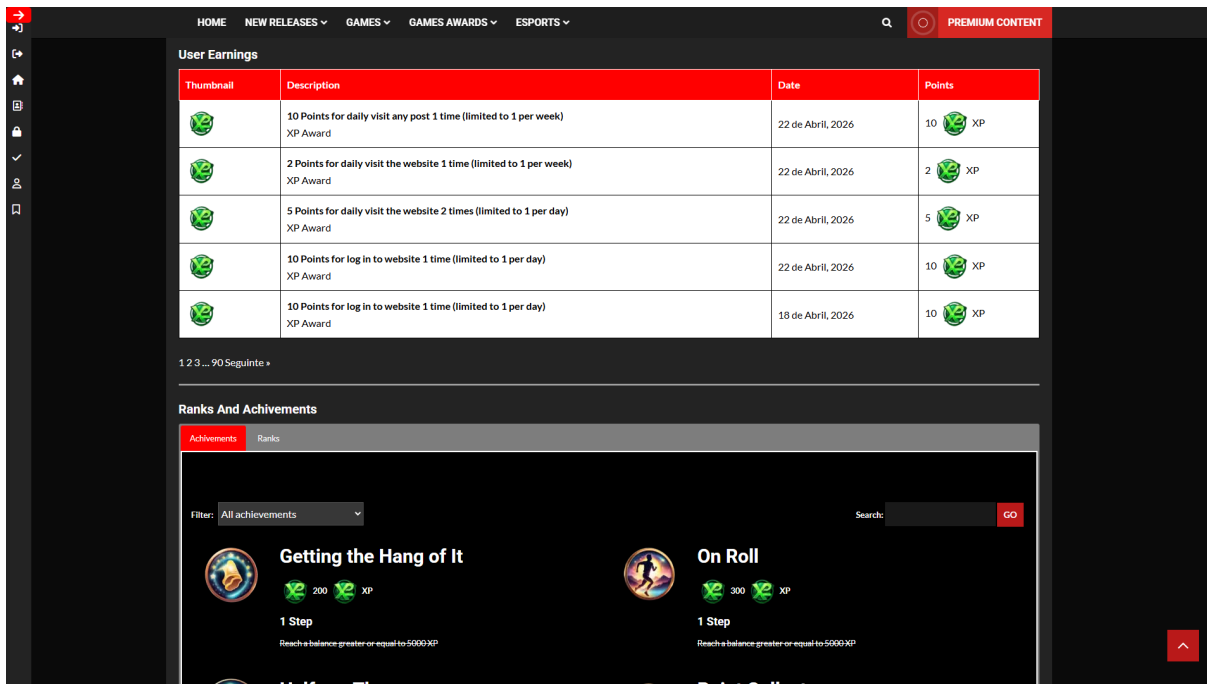 HOME NEW RELEASES GAMES GAMES AWARDS ESPORTS PREMIUM CONTENT
User Earnings
Thumbnail Description Date Points
10 Points for daily visit any post 1 time (limited to 1 per week)
XP Award
22 de Abril, 2026
10 XP
2 Points for daily visit the website 1 time (limited to 1 per week)
XP Award
22 de Abril, 2026
2 XP
5 Points for daily visit the website 2 times (limited to 1 per day)
XP Award
22 de Abril, 2026
5 XP
10 Points for log in to website 1 time (limited to 1 per day)
XP Award
22 de Abril, 2026
10 XP
10 Points for log in to website 1 time (limited to 1 per day)
XP Award
18 de Abril, 2026
10 XP
1 2 3 ... 90 Seguinte »
Ranks And Achivements
Achivements Ranks
Filter: All achievements Search: GO
Getting the Hang of It
200 XP
1 Step
Reach a balance greater or equal to 5000 XP
On Roll
300 XP
1 Step
Reach a balance greater or equal to 5000 XP